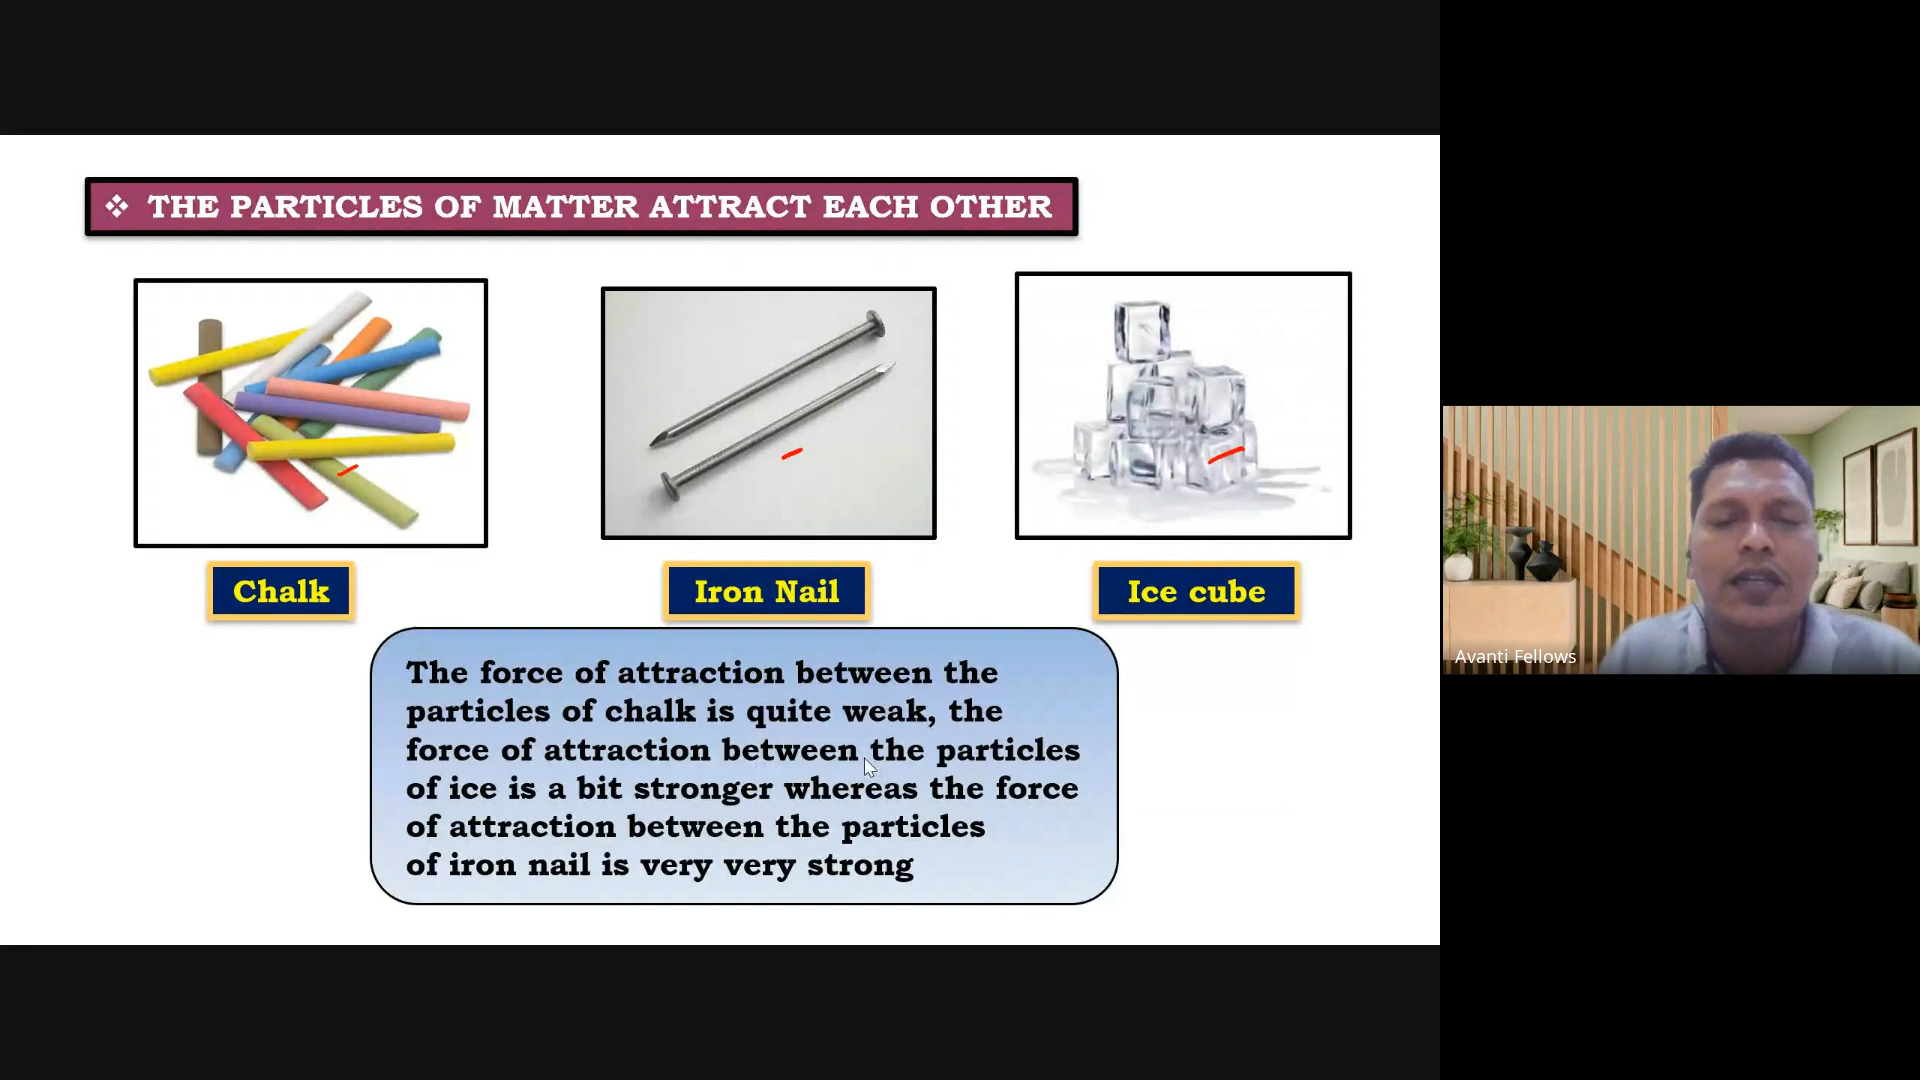 ❖ THE PARTICLES OF MATTER ATTRACT EACH OTHER
Chalk
Iron Nail
Ice cube
The force of attraction between the
particles of chalk is quite weak, the
force of attraction between the particles
of ice is a bit stronger whereas the force
of attraction between the particles
of iron nail is very very strong
Avanti Fellows